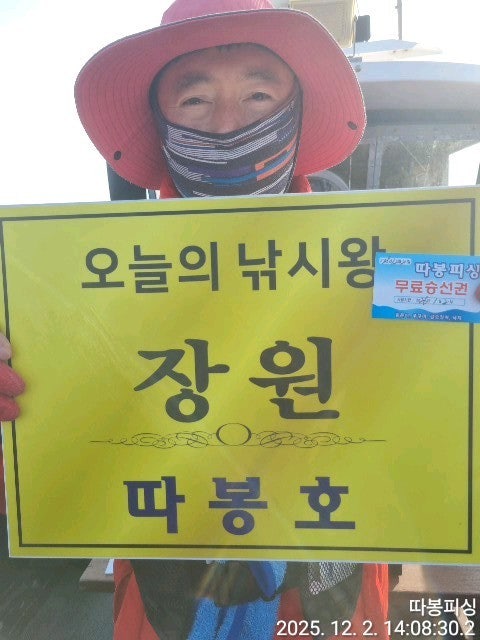 오늘의 낚시왕
따봉피싱
무료승선권
장원
따봉호
따봉피싱
2025. 12. 2. 14:08:30.2